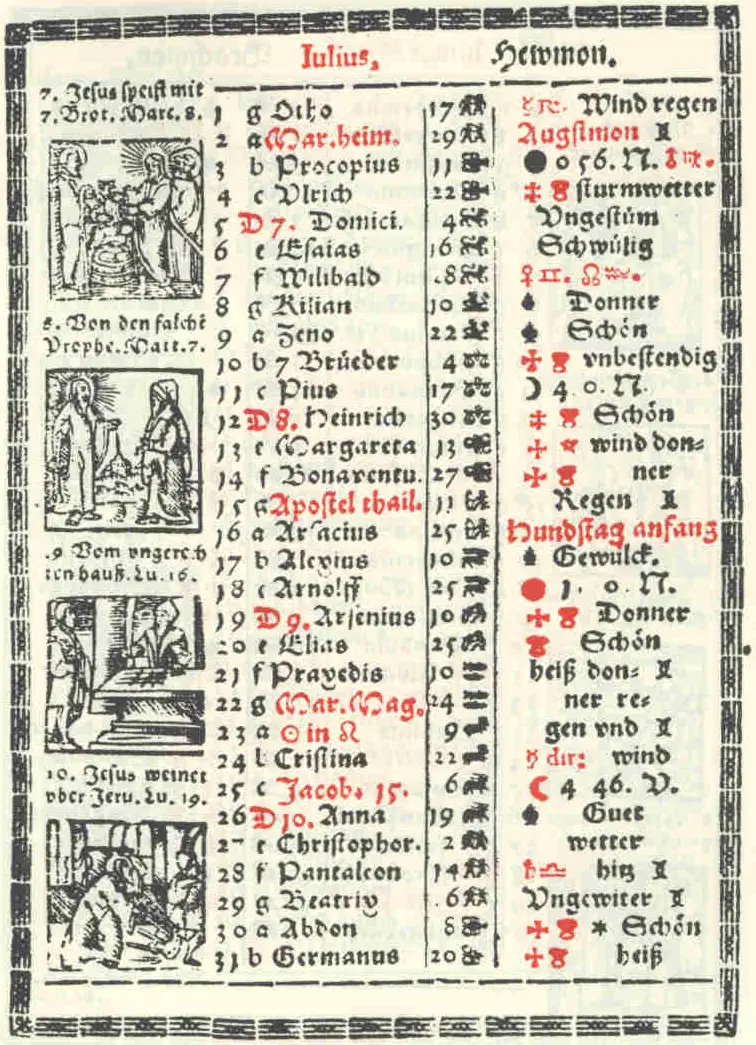 Iulius, Hewmon.
7. Jesus speist mit
7. Brot. Marc. 8.
1 g Otho 17 ☿ ♌. Wind regen
2 a Mar. heim. 29 Augstmon
3 b Procopius 11 ● 0 56. N.
4 c Vlrich 22 sturmwetter
5 D 7. Domici. 4 Vngestüm
6 e Esaias 16 Schwülig
7 f Wilibald .8 ♀ ♊. ☊ ♒.
8 g Kilian 10 Donner
8. Von den falchē
Prophe. Matt. 7.
9 a Zeno 22 Schön
10 b 7 Brüeder 4 vnbestendig
11 c Pius 17 ☽ 4. 0. N.
12 D 8. Heinrich 30 Schön
13 e Margareta 13 wind don-
14 f Bonaventu. 27 ner
15 g Apostel thail. 11 Regen
16 a Arsacius 25 Hundstag anfang
.9 Vom vngerech
ten hauß. Lu. 16.
17 b Alexius 10 Gewülck.
18 c Arnolff 25 1. 0. N.
19 D 9. Arsenius 10 Donner
20 e Elias 25 Schön
21 f Praxedis 10 heiß don-
22 g Mar. Mag. 24 ner re-
23 a ☉ in ♌ 9 gen vnd
24 b Cristina 22 ☿ dir: wind
10. Jesus weinet
vber Jeru. Lu. 19.
25 c Jacob. 15. 6 ☾ 4 46. V.
26 D 10. Anna 19 Guet
27 e Christophor. 2 wetter
28 f Pantaleon 14 ♄ ♎ hitz
29 g Beatrix .6 Vngewiter
30 a Abdon 8 * Schön
31 b Germanus 20 heiß